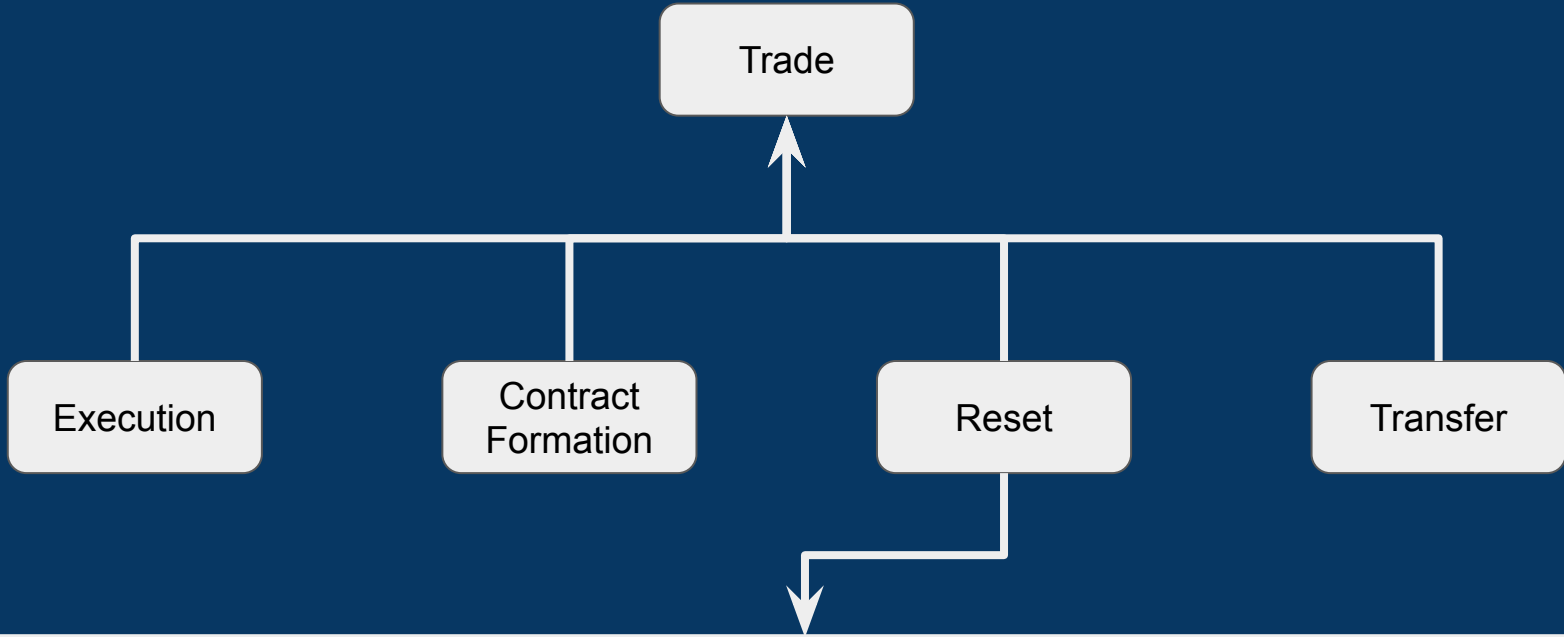 Trade
Execution
Contract
Formation
Reset
Transfer